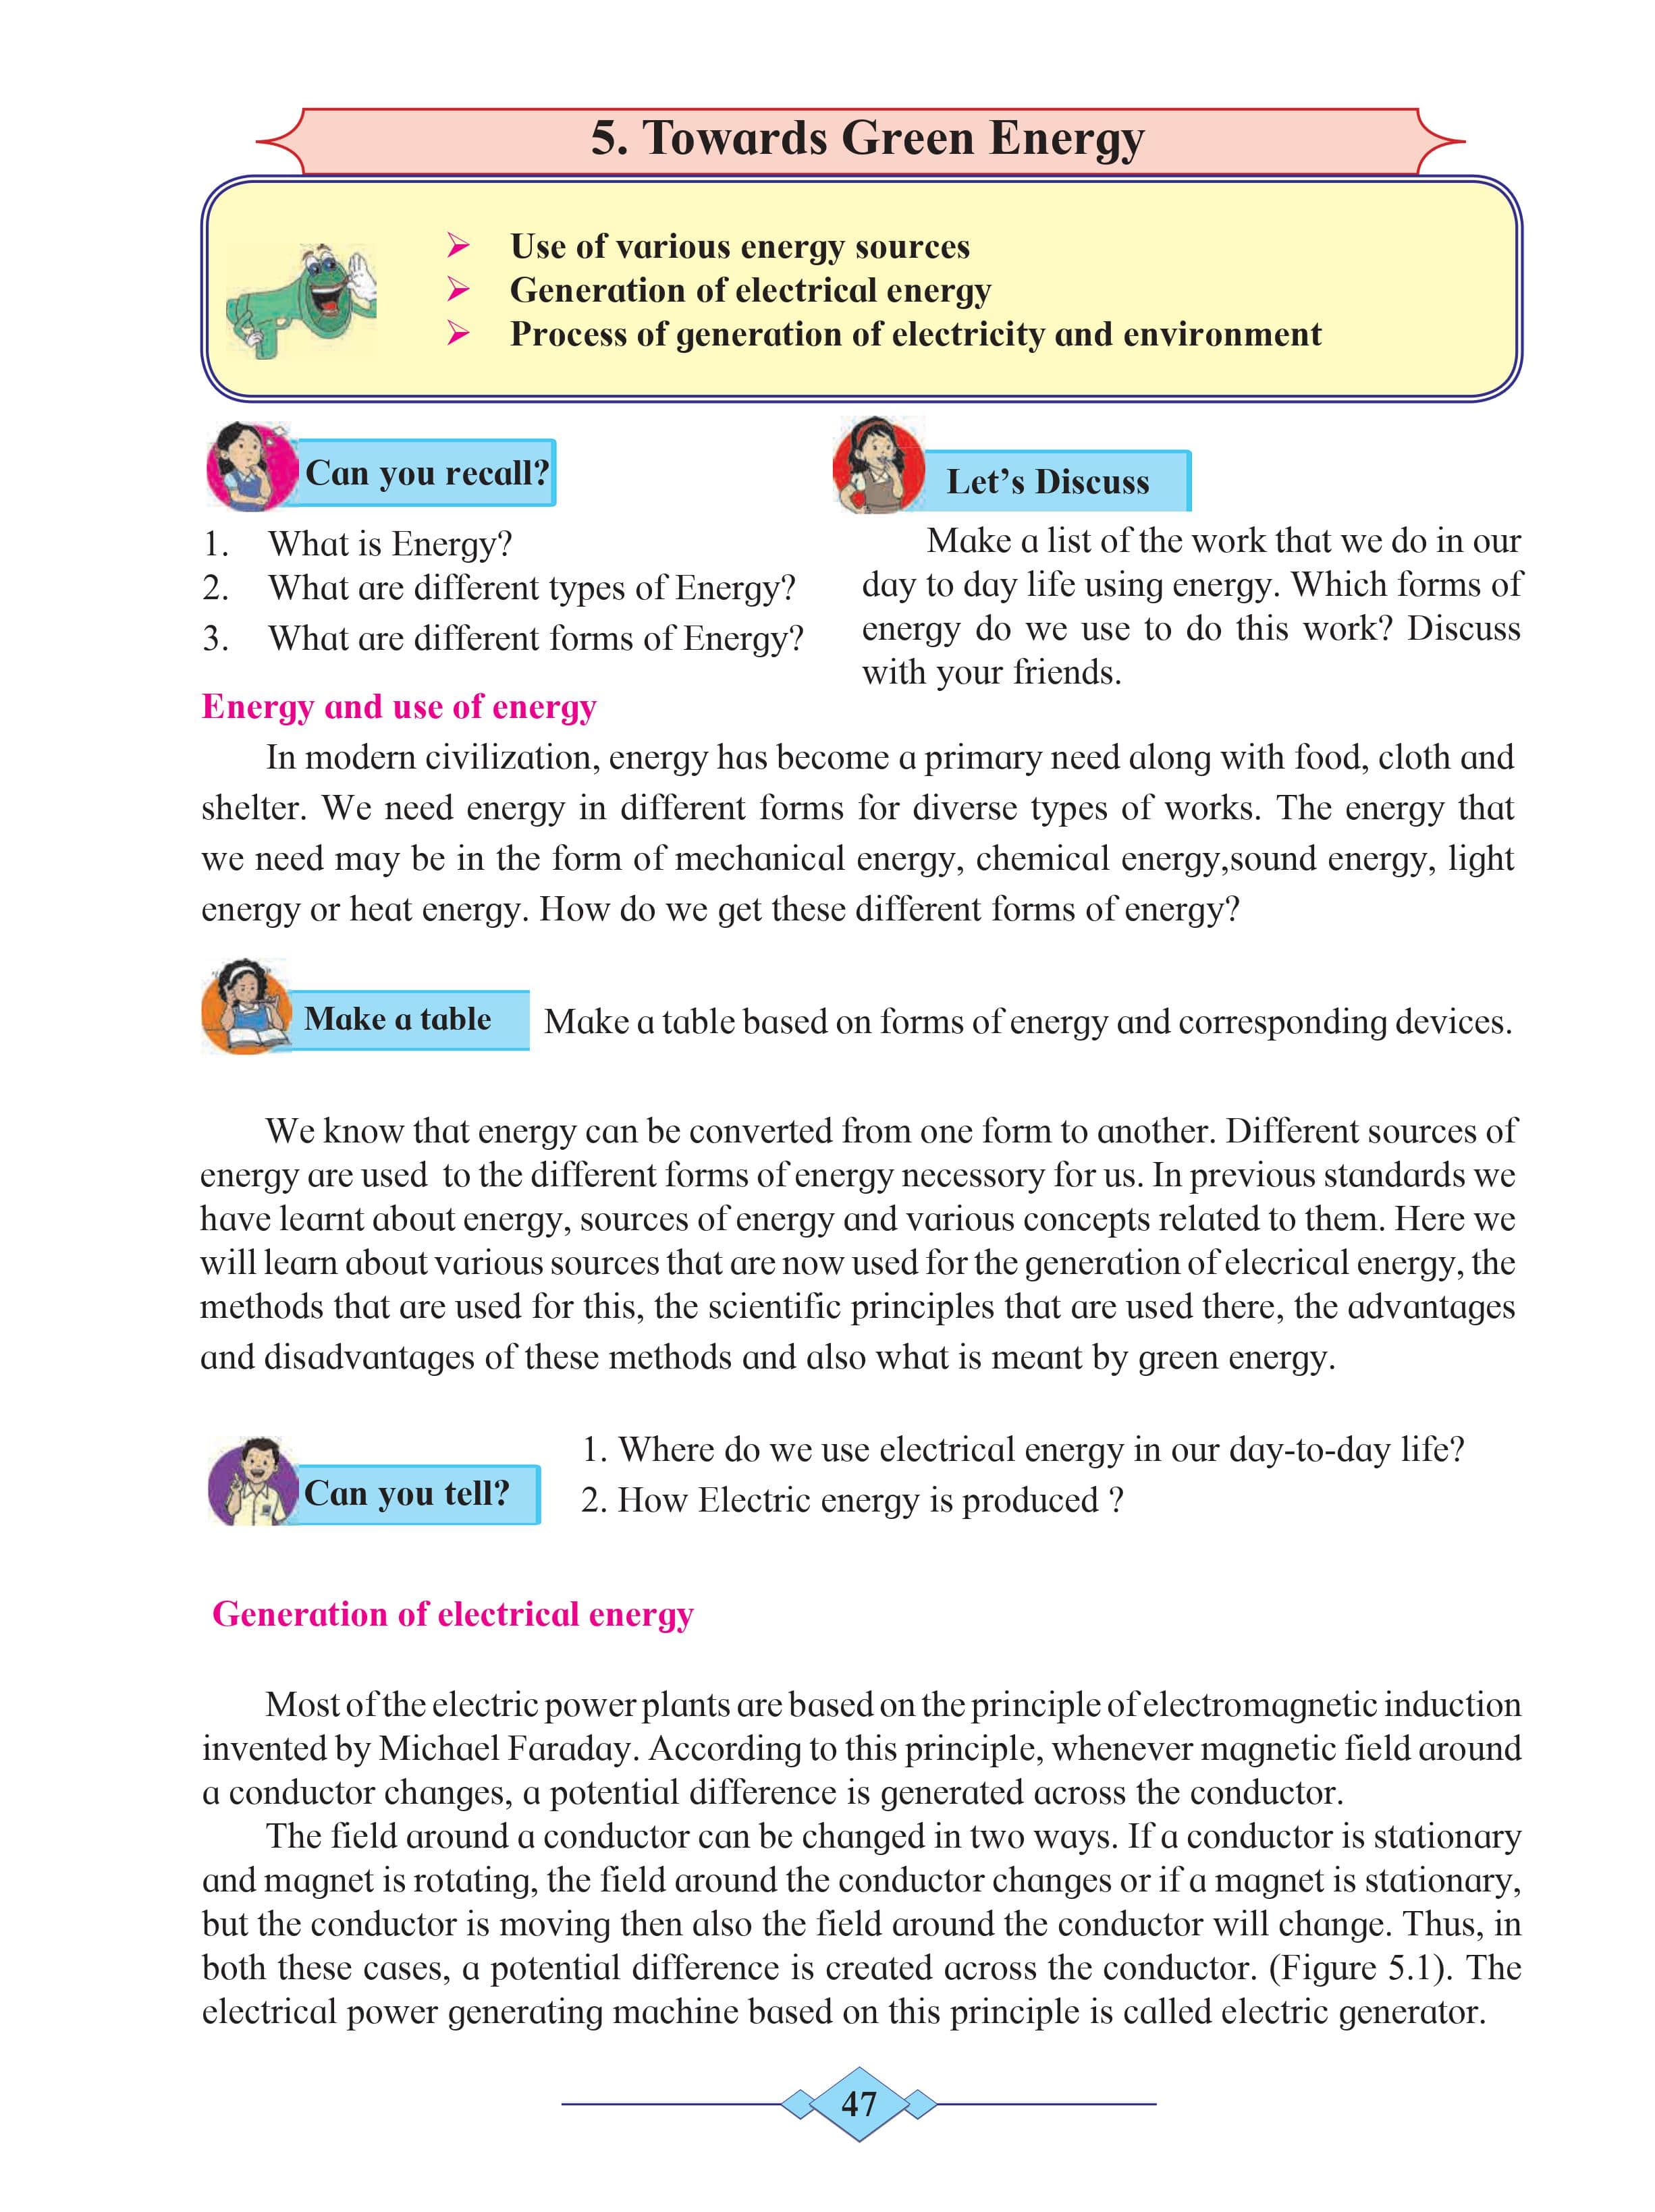 5. Towards Green Energy
Use of various energy sources
Generation of electrical energy
Process of generation of electricity and environment
Can you recall?
1. What is Energy?
2. What are different types of Energy?
3. What are different forms of Energy?
Let’s Discuss
Make a list of the work that we do in our
day to day life using energy. Which forms of
energy do we use to do this work? Discuss
with your friends.
Energy and use of energy
In modern civilization, energy has become a primary need along with food, cloth and
shelter. We need energy in different forms for diverse types of works. The energy that
we need may be in the form of mechanical energy, chemical energy,sound energy, light
energy or heat energy. How do we get these different forms of energy?
Make a table
Make a table based on forms of energy and corresponding devices.
We know that energy can be converted from one form to another. Different sources of
energy are used to the different forms of energy necessory for us. In previous standards we
have learnt about energy, sources of energy and various concepts related to them. Here we
will learn about various sources that are now used for the generation of elecrical energy, the
methods that are used for this, the scientific principles that are used there, the advantages
and disadvantages of these methods and also what is meant by green energy.
Can you tell?
1. Where do we use electrical energy in our day-to-day life?
2. How Electric energy is produced ?
Generation of electrical energy
Most of the electric power plants are based on the principle of electromagnetic induction
invented by Michael Faraday. According to this principle, whenever magnetic field around
a conductor changes, a potential difference is generated across the conductor.
The field around a conductor can be changed in two ways. If a conductor is stationary
and magnet is rotating, the field around the conductor changes or if a magnet is stationary,
but the conductor is moving then also the field around the conductor will change. Thus, in
both these cases, a potential difference is created across the conductor. (Figure 5.1). The
electrical power generating machine based on this principle is called electric generator.
47